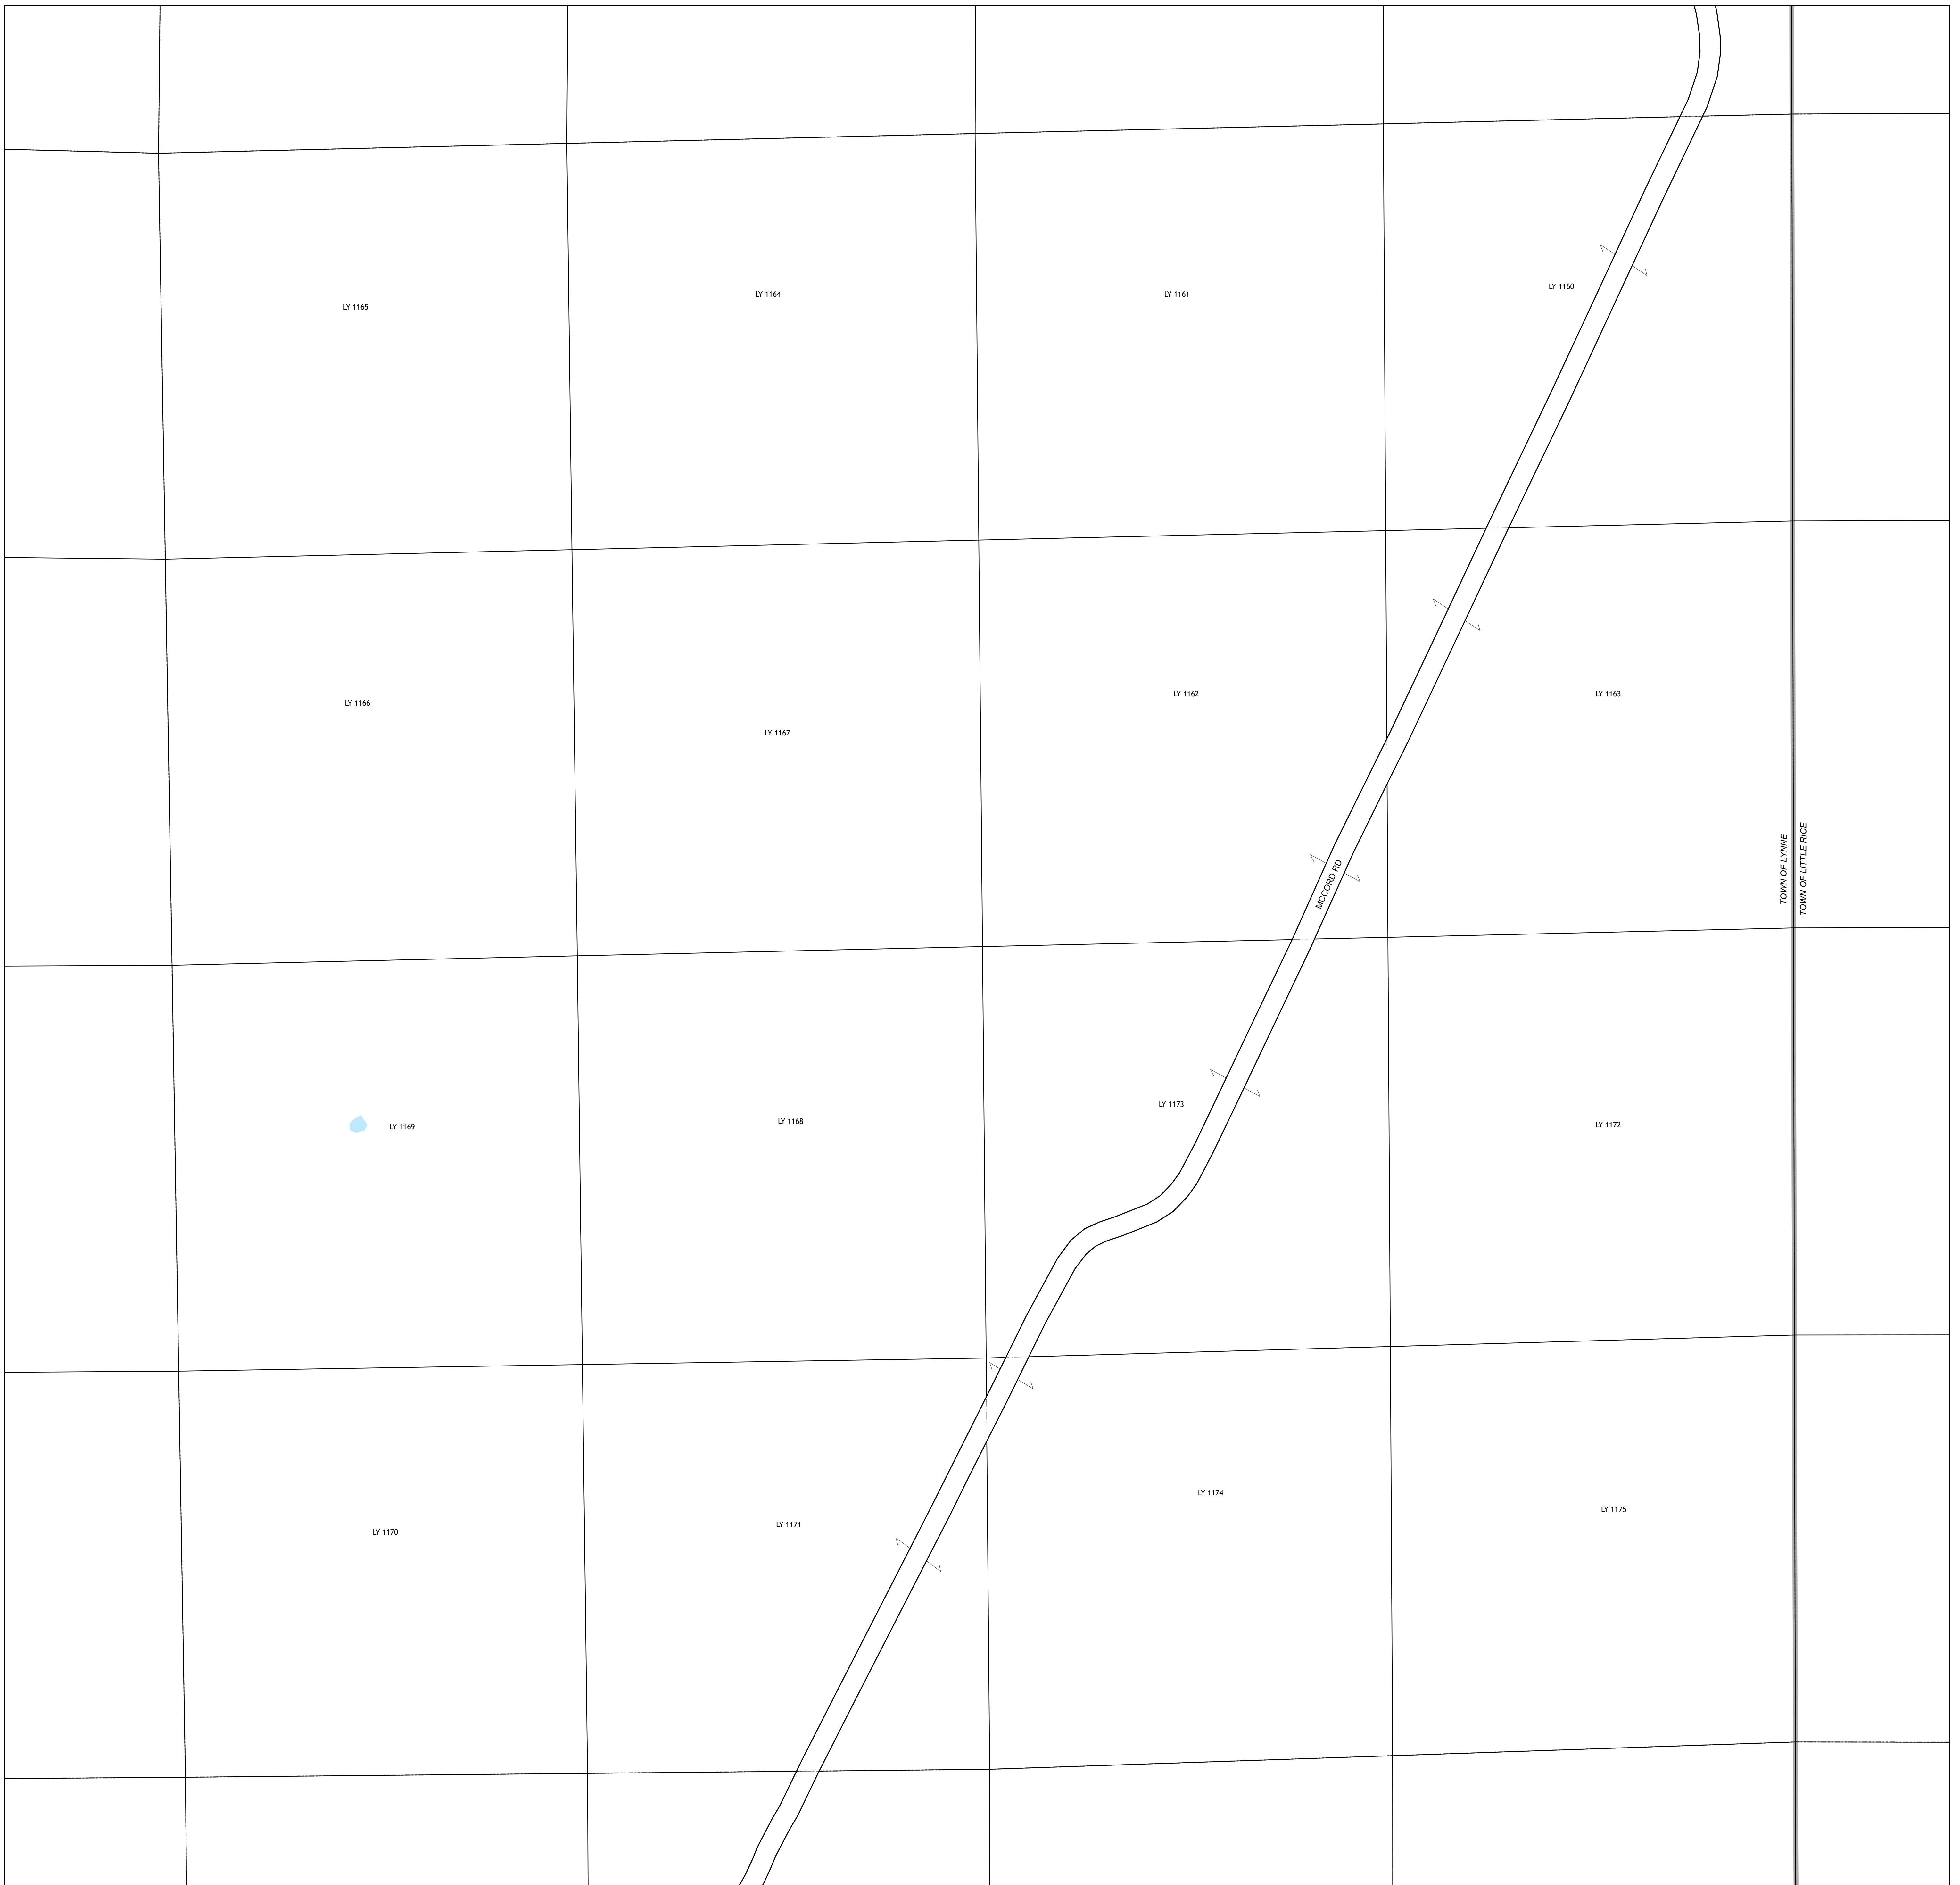 LY 1165
LY 1164
LY 1161
LY 1160
LY 1166
LY 1167
LY 1162
LY 1163
TOWN OF LYNNE
TOWN OF LITTLE RICE
MCCORD RD
LY 1169
LY 1168
LY 1173
LY 1172
LY 1170
LY 1171
LY 1174
LY 1175